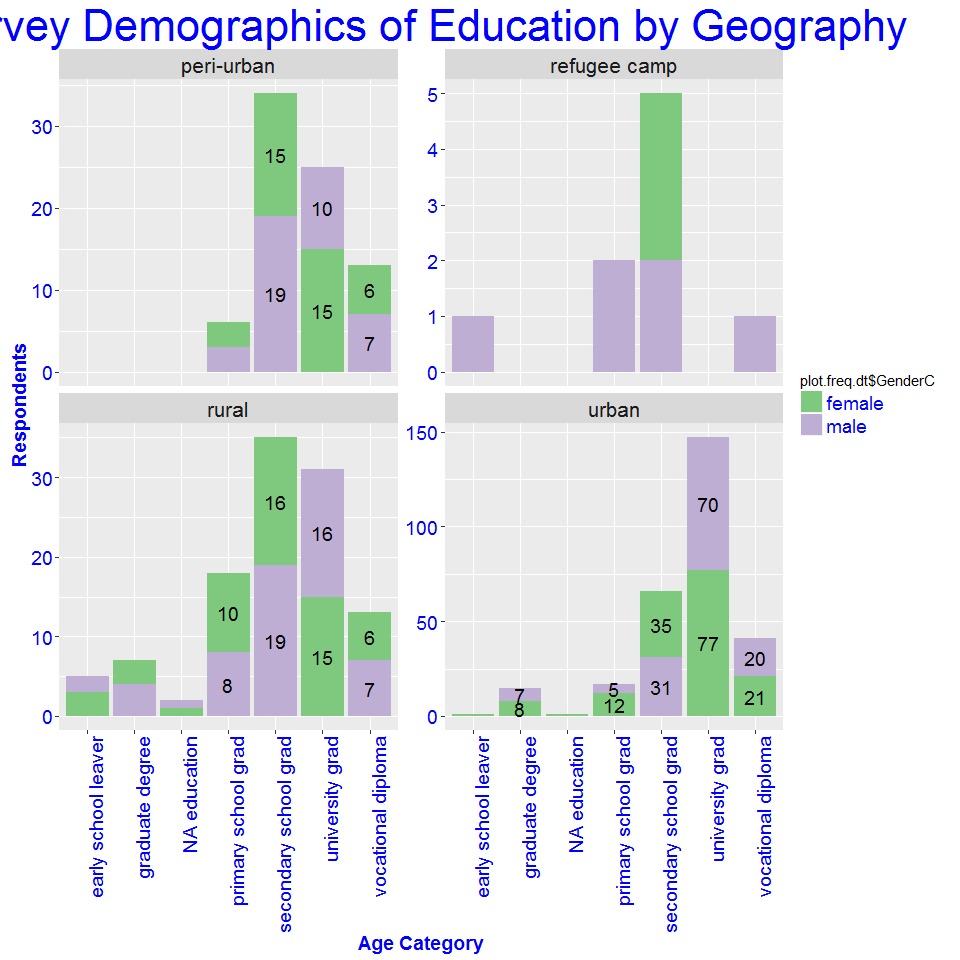 rvey Demographics of Education by Geography
peri-urban
refugee camp
30
20
10
0
15
19
10
15
6
7
5
4
3
2
1
0
Respondents
rural
urban
30
20
10
0
10
8
16
19
16
15
6
7
150
100
50
0
7
8
5
12
35
31
70
77
20
21
plot.freq.dt$GenderC
female
male
early school leaver
graduate degree
NA education
primary school grad
secondary school grad
university grad
vocational diploma
early school leaver
graduate degree
NA education
primary school grad
secondary school grad
university grad
vocational diploma
Age Category